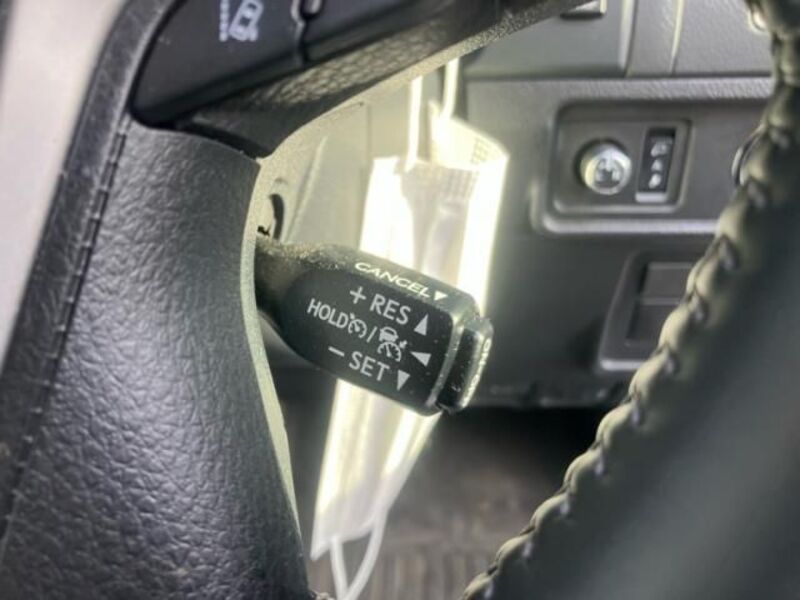 CANCEL
+ RES
HOLD /
− SET